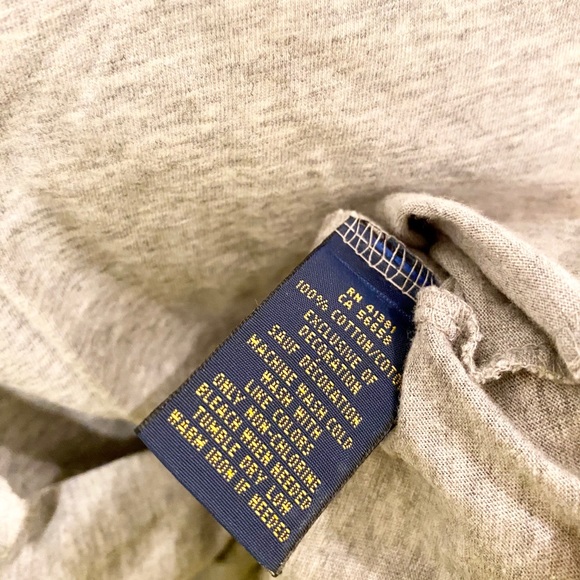 RN 41381
CA 56658
100% COTTON/COTO
EXCLUSIVE OF
DECORATION
SAUF DECORATION
MACHINE WASH COLD
WASH WITH
LIKE COLORS
ONLY NON-CHLORINE
BLEACH WHEN NEEDED
TUMBLE DRY LOW
WARM IRON IF NEEDED